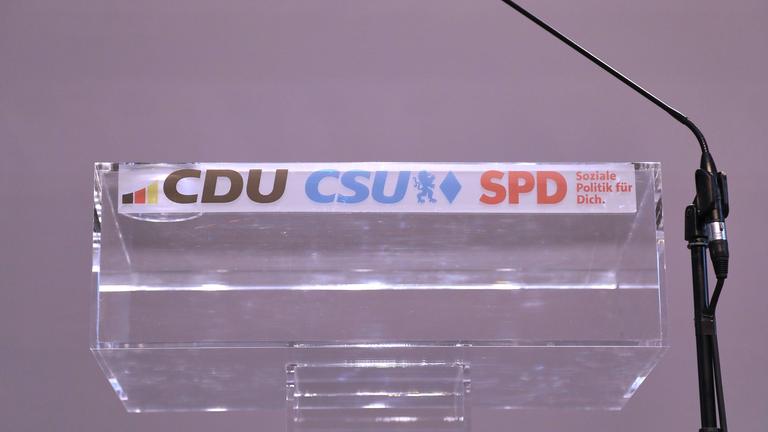 CDU CSU SPD Soziale
Politik für
Dich.